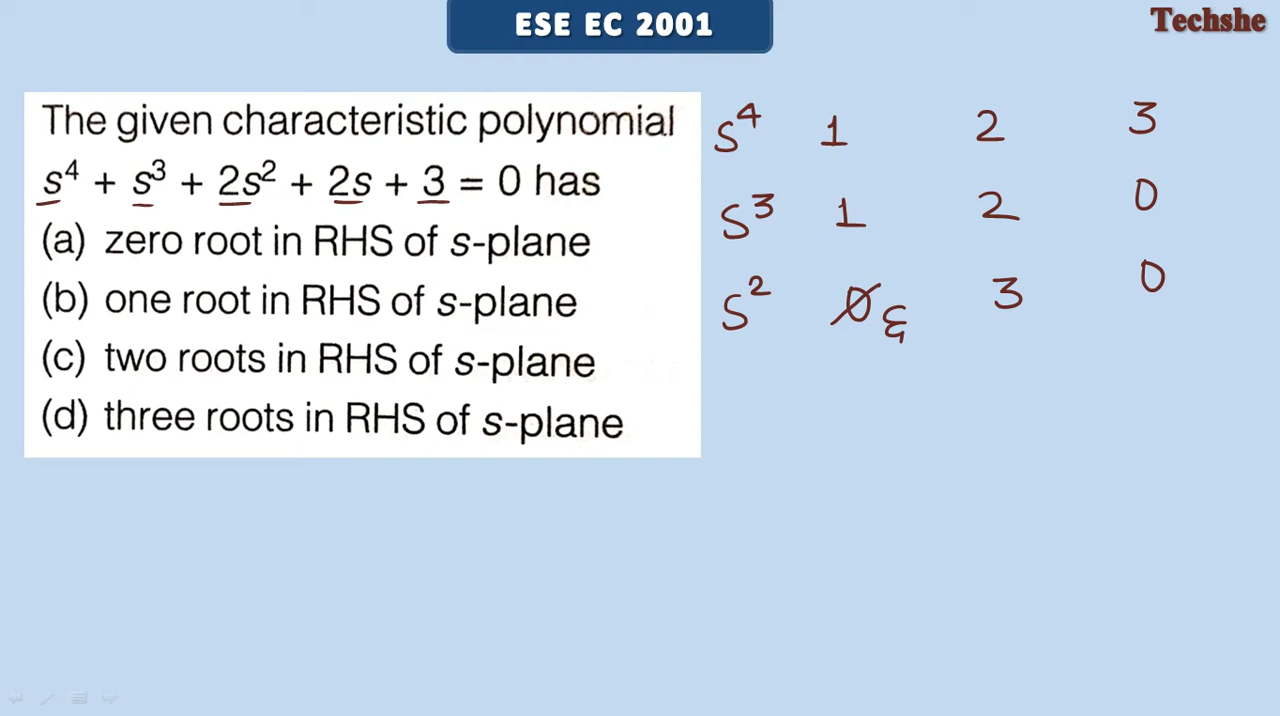 ESE EC 2001
Techshe
The given characteristic polynomial
s⁴ + s³ + 2s² + 2s + 3 = 0 has
(a) zero root in RHS of s-plane
(b) one root in RHS of s-plane
(c) two roots in RHS of s-plane
(d) three roots in RHS of s-plane
S⁴ 1 2 3
S³ 1 2 0
S² 0 ε 3 0